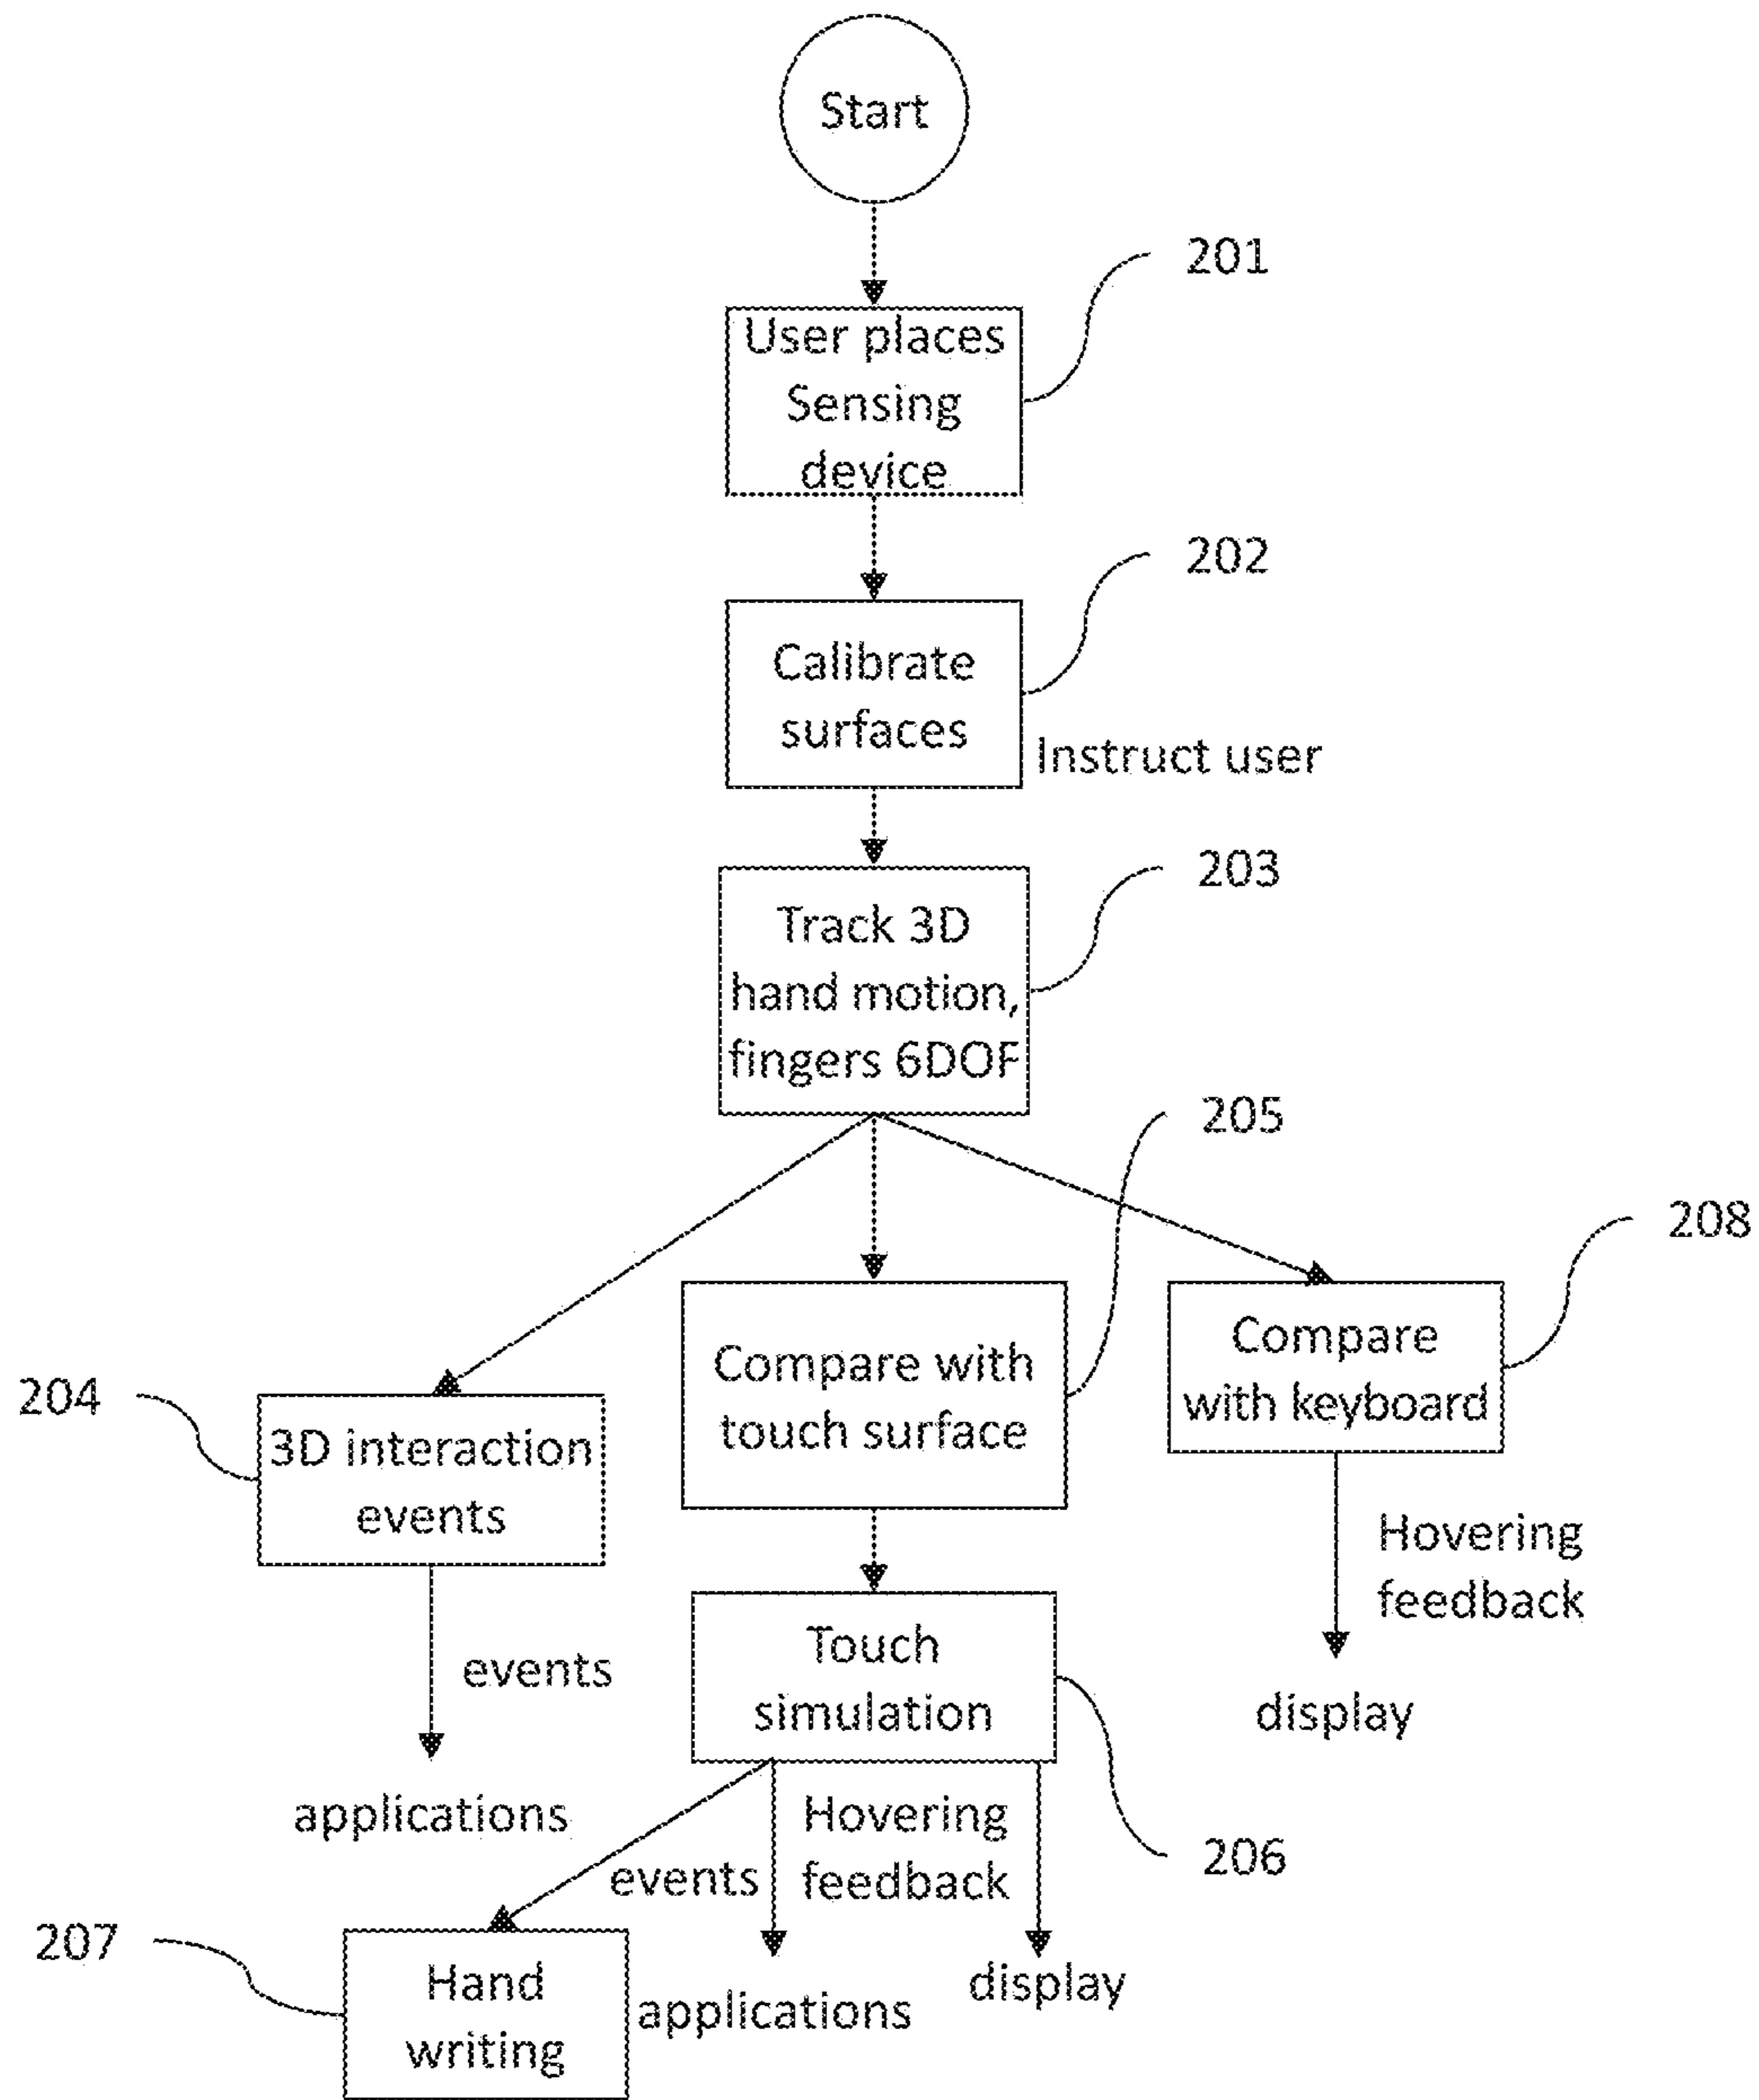 Start
201
User places
Sensing
device
202
Calibrate
surfaces
Instruct user
203
Track 3D
hand motion,
fingers 6DOF
205
208
Compare
with keyboard
Compare with
touch surface
204
3D interaction
events
Hovering
feedback
display
Touch
simulation
events
applications
Hovering
feedback
events
206
207
Hand
writing
applications
display